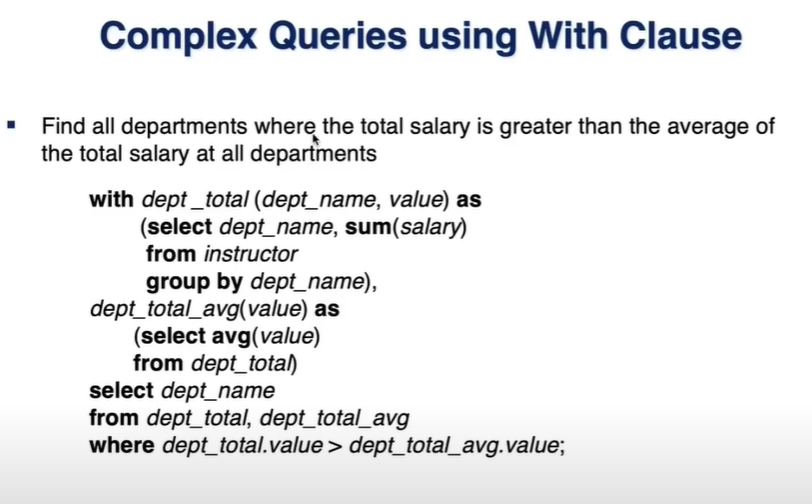 Complex Queries using With Clause
Find all departments where the total salary is greater than the average of
the total salary at all departments
with dept _total (dept_name, value) as
(select dept_name, sum(salary)
from instructor
group by dept_name),
dept_total_avg(value) as
(select avg(value)
from dept_total)
select dept_name
from dept_total, dept_total_avg
where dept_total.value > dept_total_avg.value;